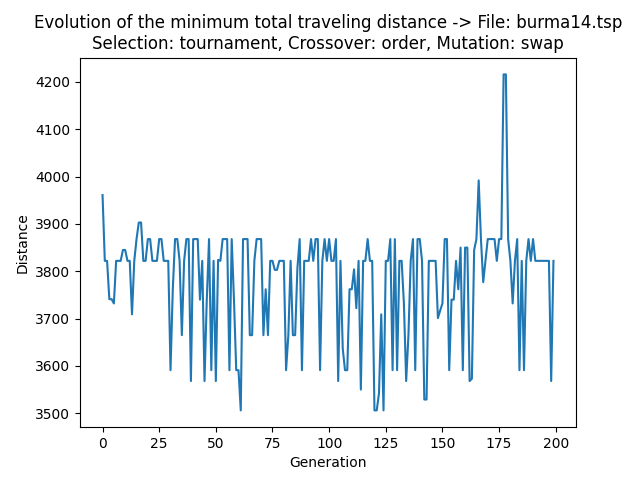 Evolution of the minimum total traveling distance -> File: burma14.tsp
Selection: tournament, Crossover: order, Mutation: swap
4200
4100
4000
3900
3800
3700
3600
3500
Distance
0 25 50 75 100 125 150 175 200
Generation